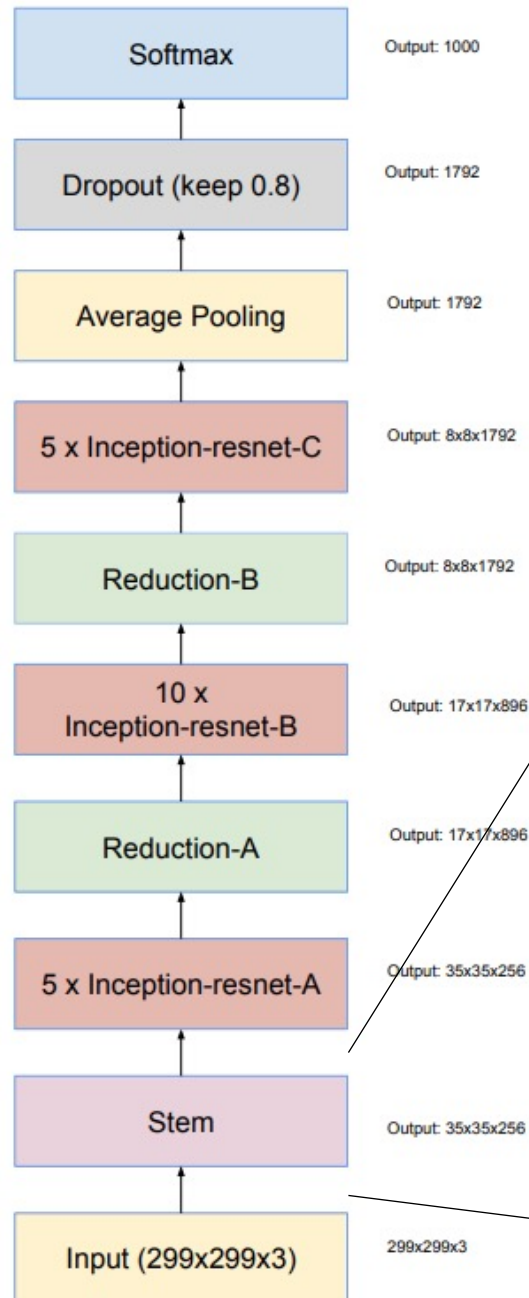 Softmax
Output: 1000
Dropout (keep 0.8)
Output: 1792
Average Pooling
Output: 1792
5 x Inception-resnet-C
Output: 8x8x1792
Reduction-B
Output: 8x8x1792
10 x
Inception-resnet-B
Output: 17x17x896
Reduction-A
Output: 17x17x896
5 x Inception-resnet-A
Output: 35x35x256
Stem
Output: 35x35x256
Input (299x299x3)
299x299x3